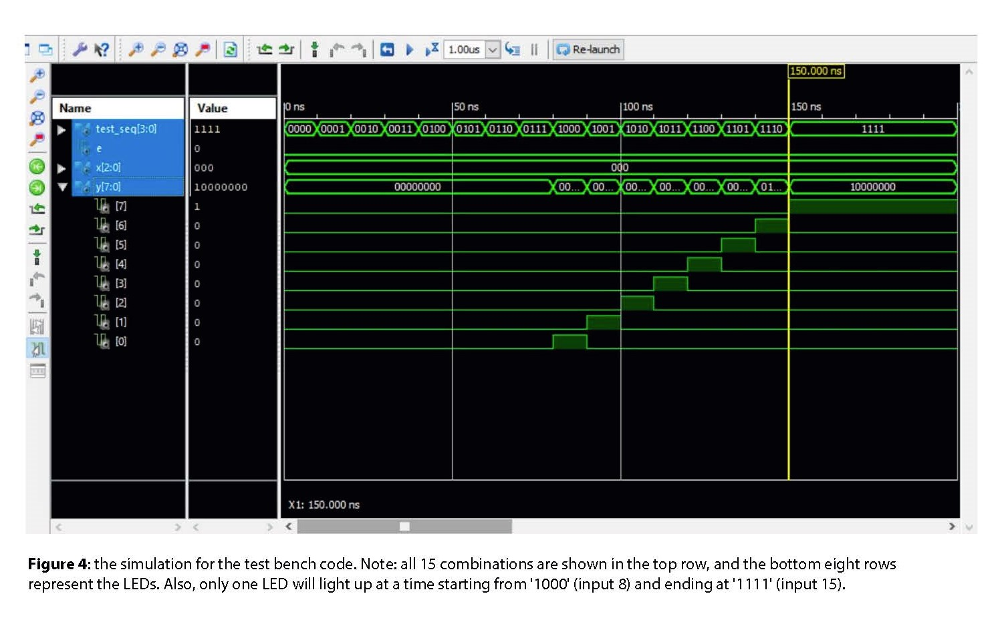 1.00us Re-launch
150.000 ns
Name Value 0 ns 50 ns 100 ns 150 ns
test_seq[3:0] 1111 0000 0001 0010 0011 0100 0101 0110 0111 1000 1001 1010 1011 1100 1101 1110 1111
e 0
x[2:0] 000 000
y[7:0] 10000000 00000000 00... 00... 00... 00... 00... 00... 01... 10000000
[7] 1
[6] 0
[5] 0
[4] 0
[3] 0
[2] 0
[1] 0
[0] 0
X1: 150.000 ns
Figure 4: the simulation for the test bench code. Note: all 15 combinations are shown in the top row, and the bottom eight rows
represent the LEDs. Also, only one LED will light up at a time starting from '1000' (input 8) and ending at '1111' (input 15).